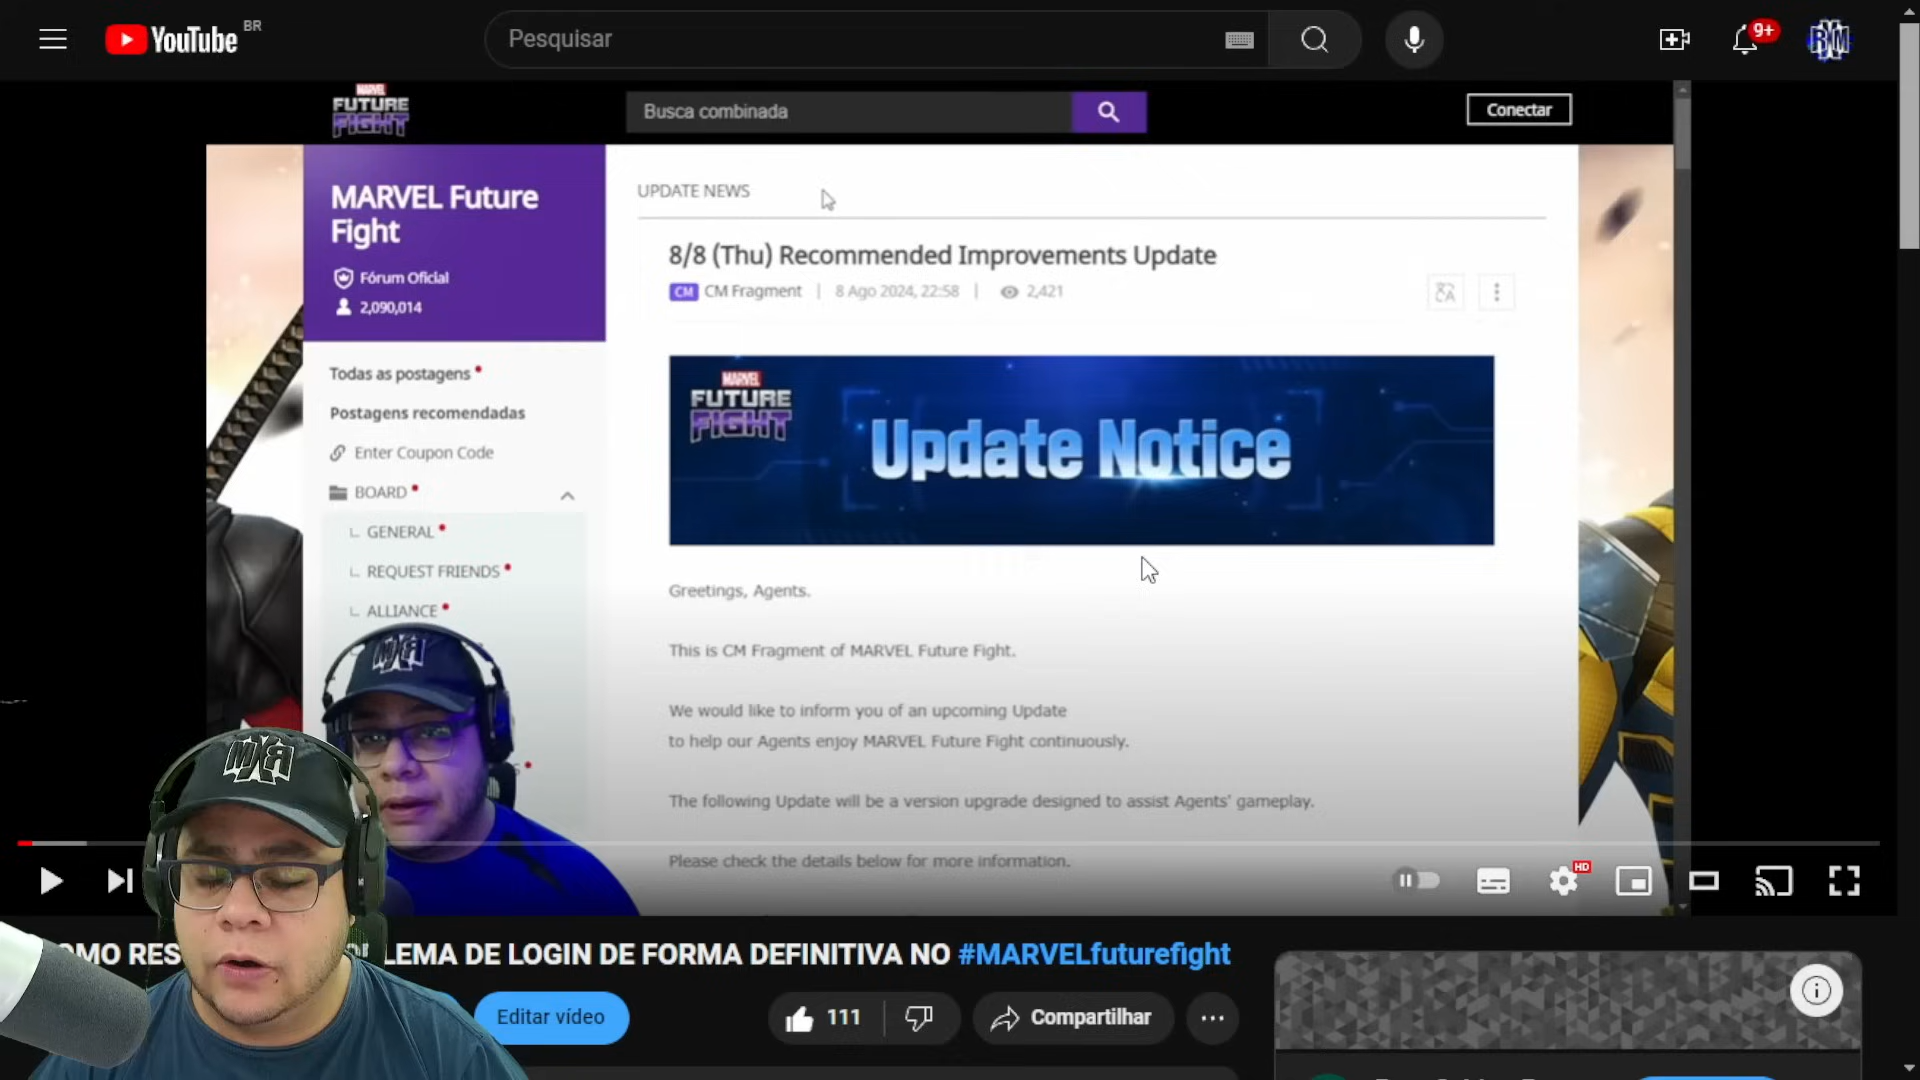 YouTube BR
Pesquisar
9+
MARVEL
FUTURE
FIGHT
Busca combinada
Conectar
MARVEL Future
Fight
Fórum Oficial
2,090,014
Todas as postagens
Postagens recomendadas
Enter Coupon Code
BOARD
GENERAL
REQUEST FRIENDS
ALLIANCE
UPDATE NEWS
8/8 (Thu) Recommended Improvements Update
CM CM Fragment | 8 Ago 2024, 22:58 | 2,421
MARVEL
FUTURE
FIGHT
Update Notice
Greetings, Agents.
This is CM Fragment of MARVEL Future Fight.
We would like to inform you of an upcoming Update
to help our Agents enjoy MARVEL Future Fight continuously.
The following Update will be a version upgrade designed to assist Agents' gameplay.
Please check the details below for more information.
HD
OMO RES LEMA DE LOGIN DE FORMA DEFINITIVA NO #MARVELfuturefight
Editar vídeo
111
Compartilhar